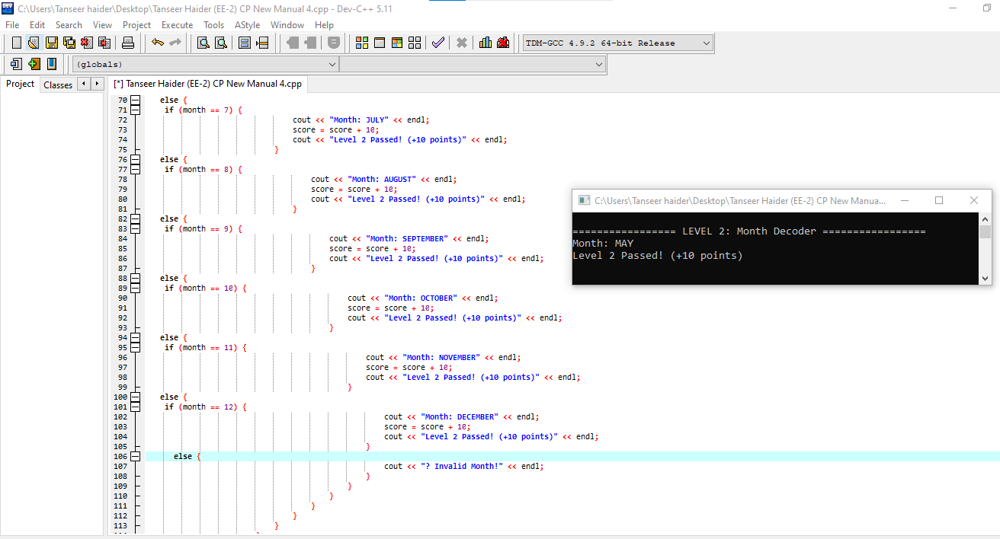 C:\Users\Tanseer haider\Desktop\Tanseer Haider (EE-2) CP New Manual 4.cpp - Dev-C++ 5.11
File Edit Search View Project Execute Tools AStyle Window Help
TDM-GCC 4.9.2 64-bit Release
(globals)
Project Classes [*] Tanseer Haider (EE-2) CP New Manual 4.cpp
70 else {
71 if (month == 7) {
72 cout << "Month: JULY" << endl;
73 score = score + 10;
74 cout << "Level 2 Passed! (+10 points)" << endl;
75 }
76 else {
77 if (month == 8) {
78 cout << "Month: AUGUST" << endl;
79 score = score + 10;
80 cout << "Level 2 Passed! (+10 points)" << endl;
81 }
82 else {
83 if (month == 9) {
84 cout << "Month: SEPTEMBER" << endl;
85 score = score + 10;
86 cout << "Level 2 Passed! (+10 points)" << endl;
87 }
88 else {
89 if (month == 10) {
90 cout << "Month: OCTOBER" << endl;
91 score = score + 10;
92 cout << "Level 2 Passed! (+10 points)" << endl;
93 }
94 else {
95 if (month == 11) {
96 cout << "Month: NOVEMBER" << endl;
97 score = score + 10;
98 cout << "Level 2 Passed! (+10 points)" << endl;
99 }
100 else {
101 if (month == 12) {
102 cout << "Month: DECEMBER" << endl;
103 score = score + 10;
104 cout << "Level 2 Passed! (+10 points)" << endl;
105 }
106 else {
107 cout << "? Invalid Month!" << endl;
108 }
109 }
110 }
111 }
112 }
113 }
C:\Users\Tanseer haider\Desktop\Tanseer Haider (EE-2) CP New Manua...
================= LEVEL 2: Month Decoder =================
Month: MAY
Level 2 Passed! (+10 points)